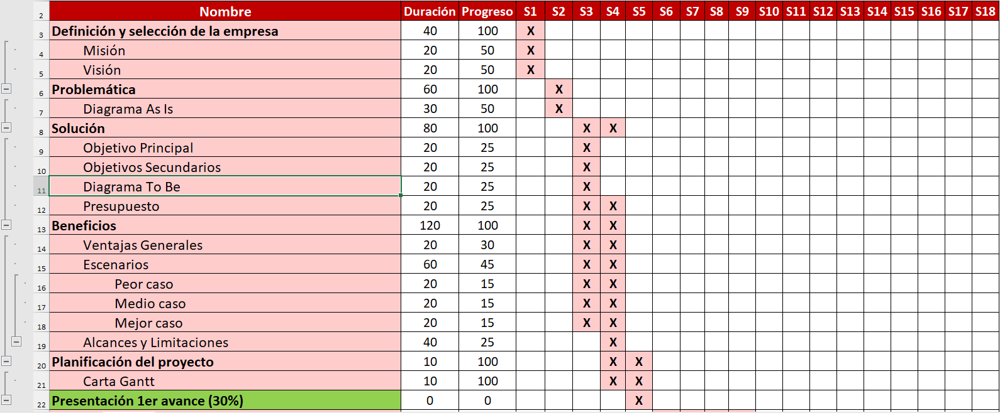 2 Nombre Duración Progreso S1 S2 S3 S4 S5 S6 S7 S8 S9 S10 S11 S12 S13 S14 S15 S16 S17 S18
3 Definición y selección de la empresa 40 100 X
4 Misión 20 50 X
5 Visión 20 50 X
6 Problemática 60 100 X
7 Diagrama As Is 30 50 X
8 Solución 80 100 X X
9 Objetivo Principal 20 25 X
10 Objetivos Secundarios 20 25 X
11 Diagrama To Be 20 25 X
12 Presupuesto 20 25 X X
13 Beneficios 120 100 X X
14 Ventajas Generales 20 30 X X
15 Escenarios 60 45 X X
16 Peor caso 20 15 X X
17 Medio caso 20 15 X X
18 Mejor caso 20 15 X X
19 Alcances y Limitaciones 40 25 X
20 Planificación del proyecto 10 100 X X
21 Carta Gantt 10 100 X X
22 Presentación 1er avance (30%) 0 0 X